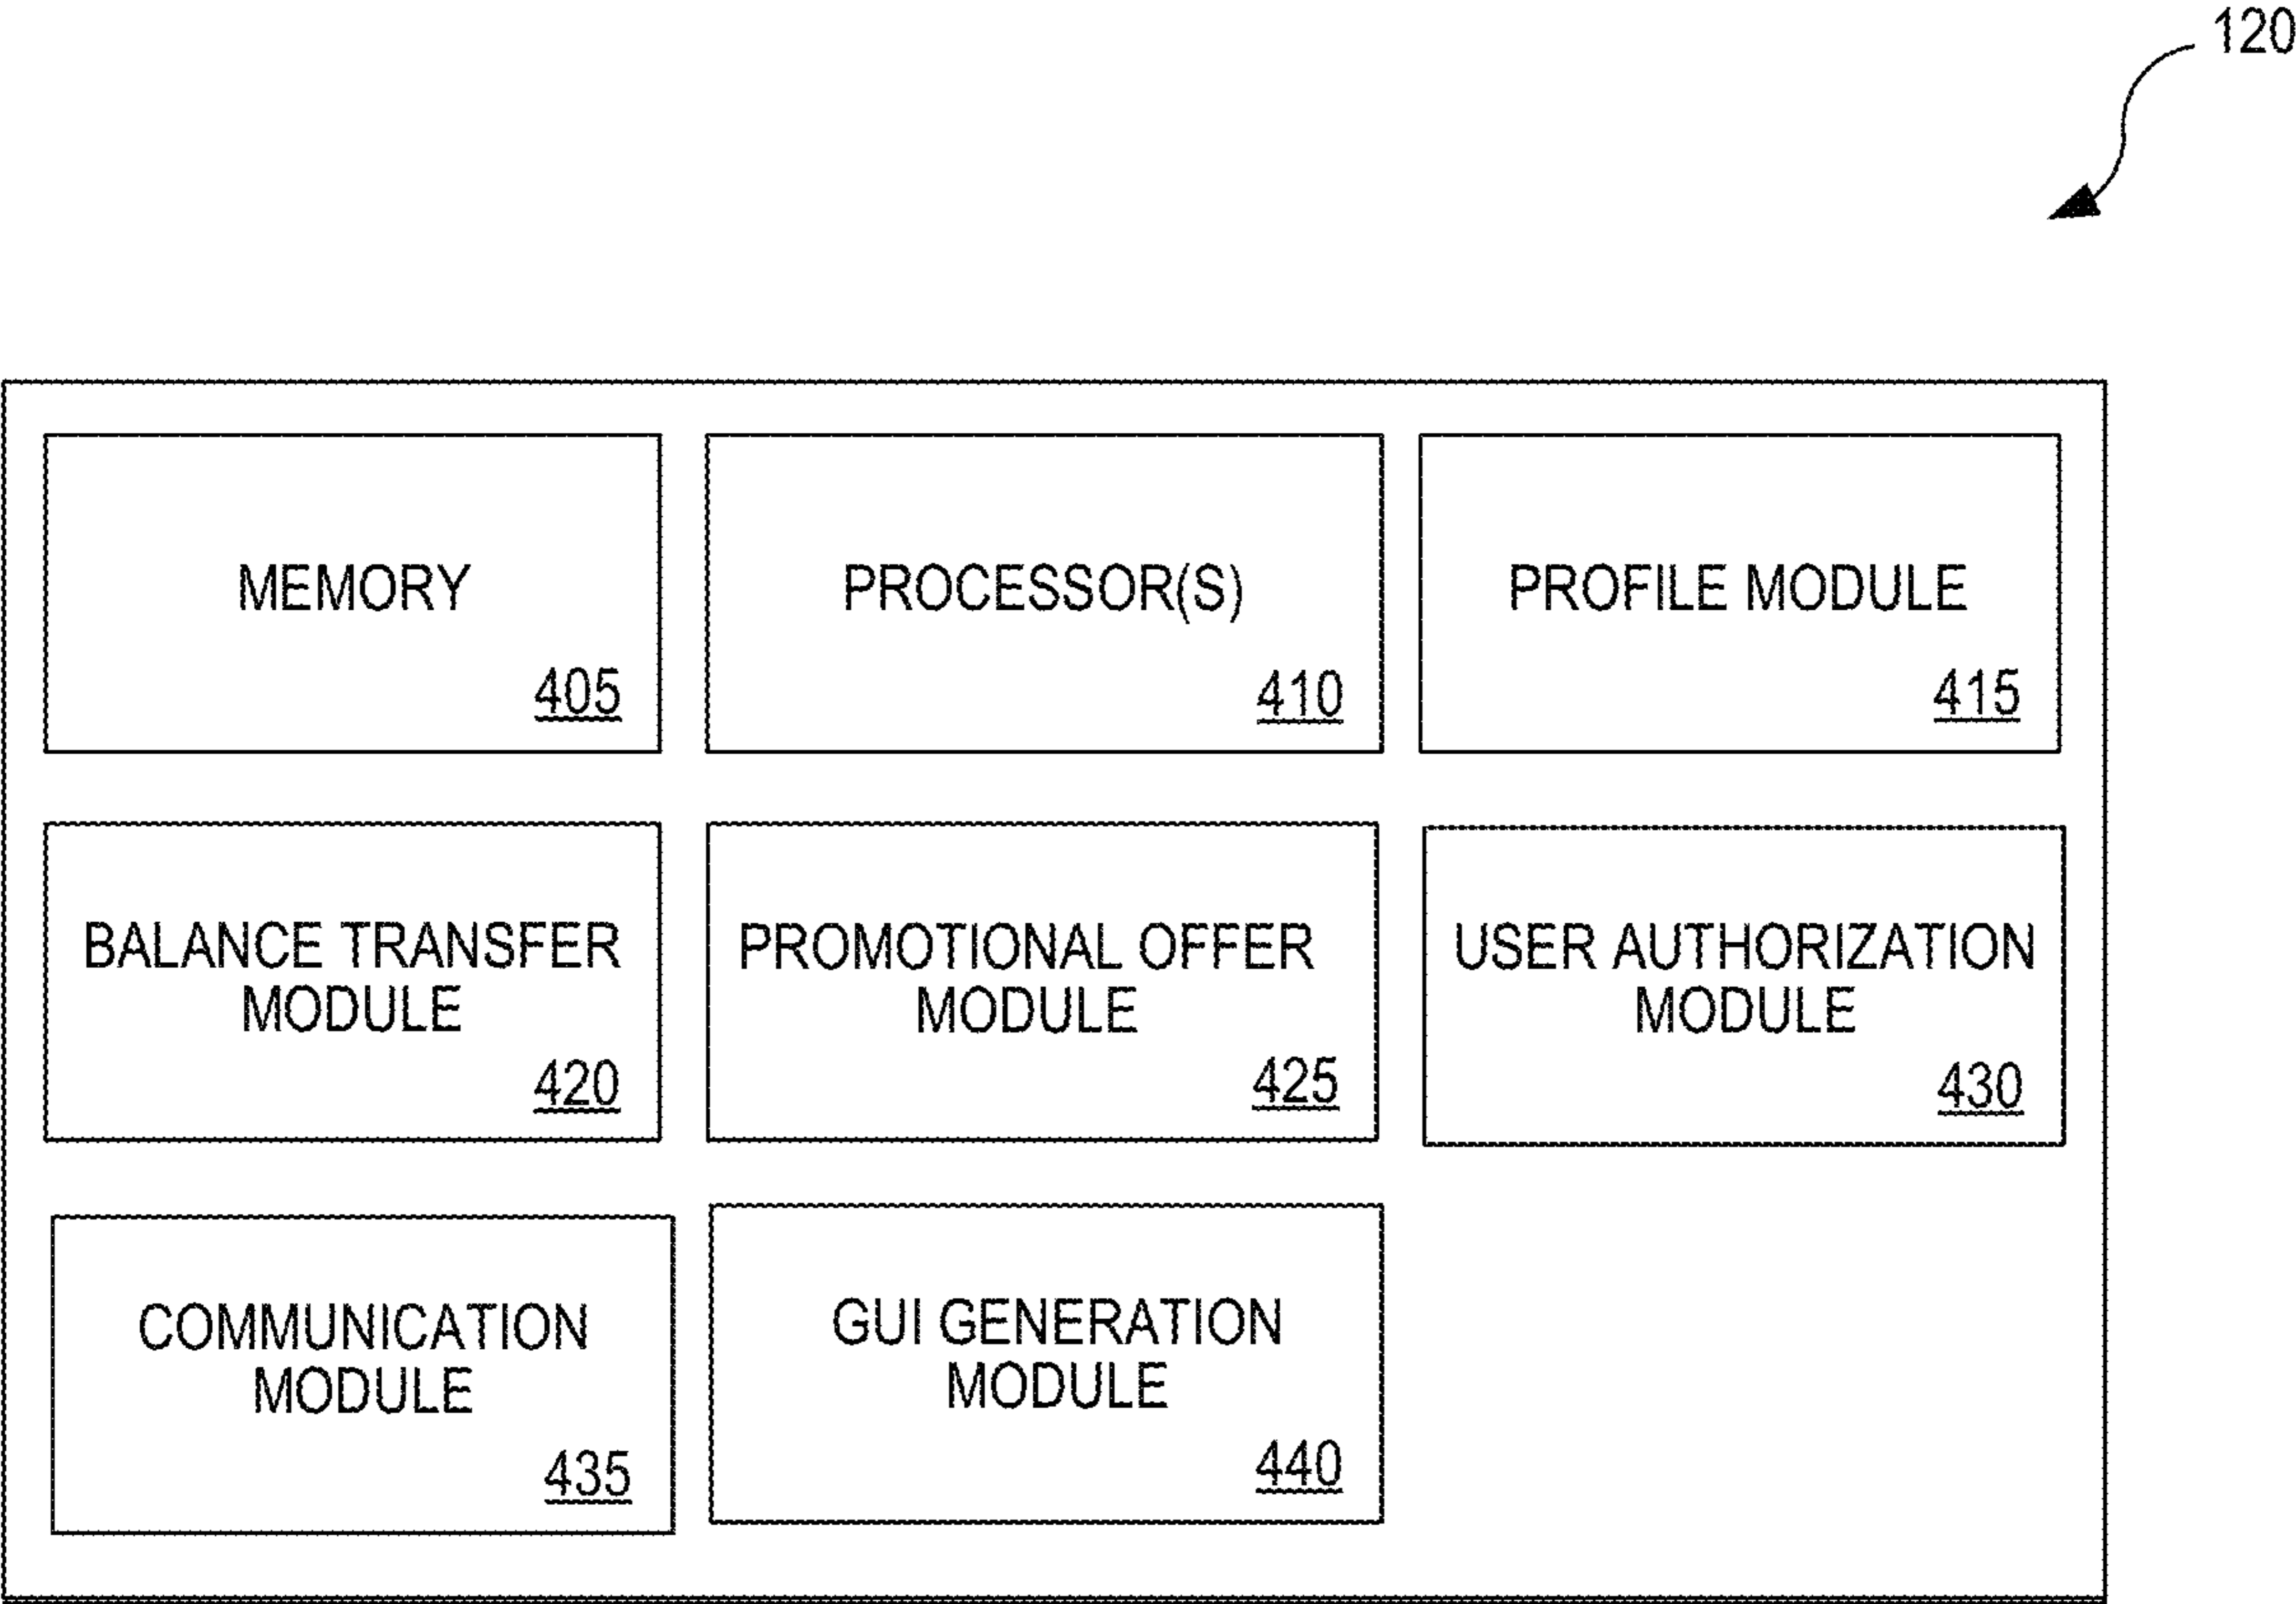 120
MEMORY
405
PROCESSOR(S)
410
PROFILE MODULE
415
BALANCE TRANSFER
MODULE
420
PROMOTIONAL OFFER
MODULE
425
USER AUTHORIZATION
MODULE
430
COMMUNICATION
MODULE
435
GUI GENERATION
MODULE
440